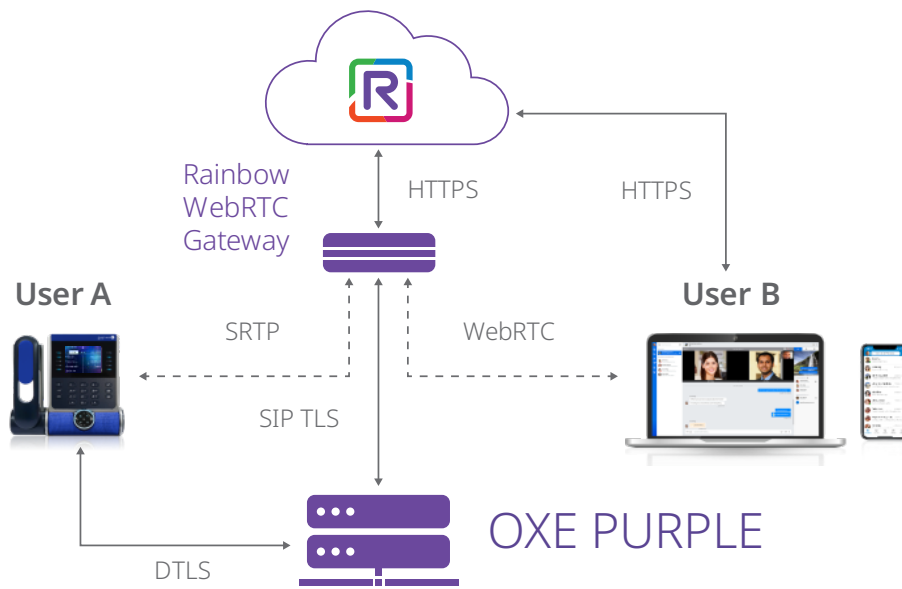 R
Rainbow
WebRTC
Gateway
HTTPS
HTTPS
User A
User B
SRTP
WebRTC
SIP TLS
OXE PURPLE
DTLS